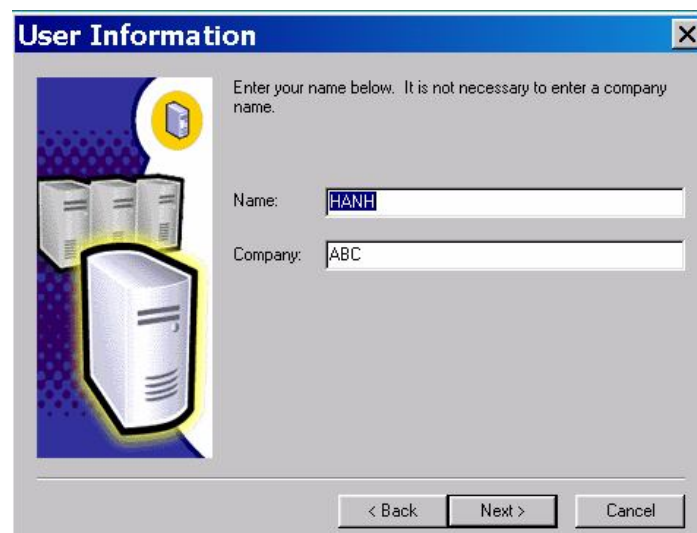 User Information
Enter your name below.  It is not necessary to enter a company
name.
Name:
HANH
Company:
ABC
< Back
Next >
Cancel